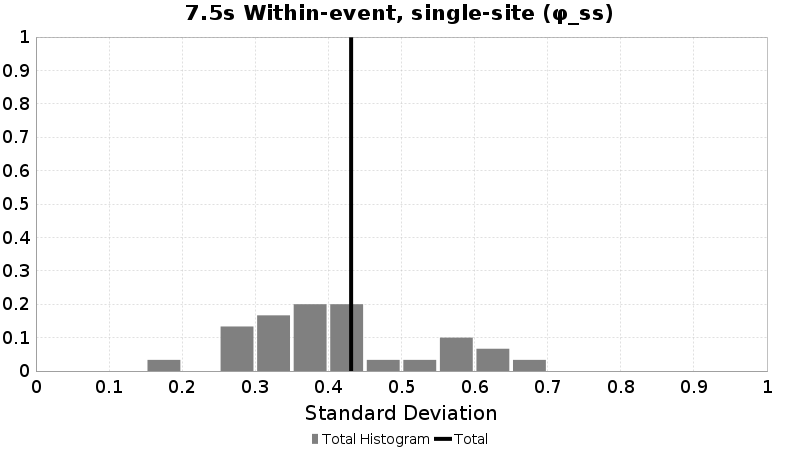 7.5s Within-event, single-site (φ_ss)
1
0.9
0.8
0.7
0.6
0.5
0.4
0.3
0.2
0.1
0
0 0.1 0.2 0.3 0.4 0.5 0.6 0.7 0.8 0.9 1
Standard Deviation
Total Histogram Total